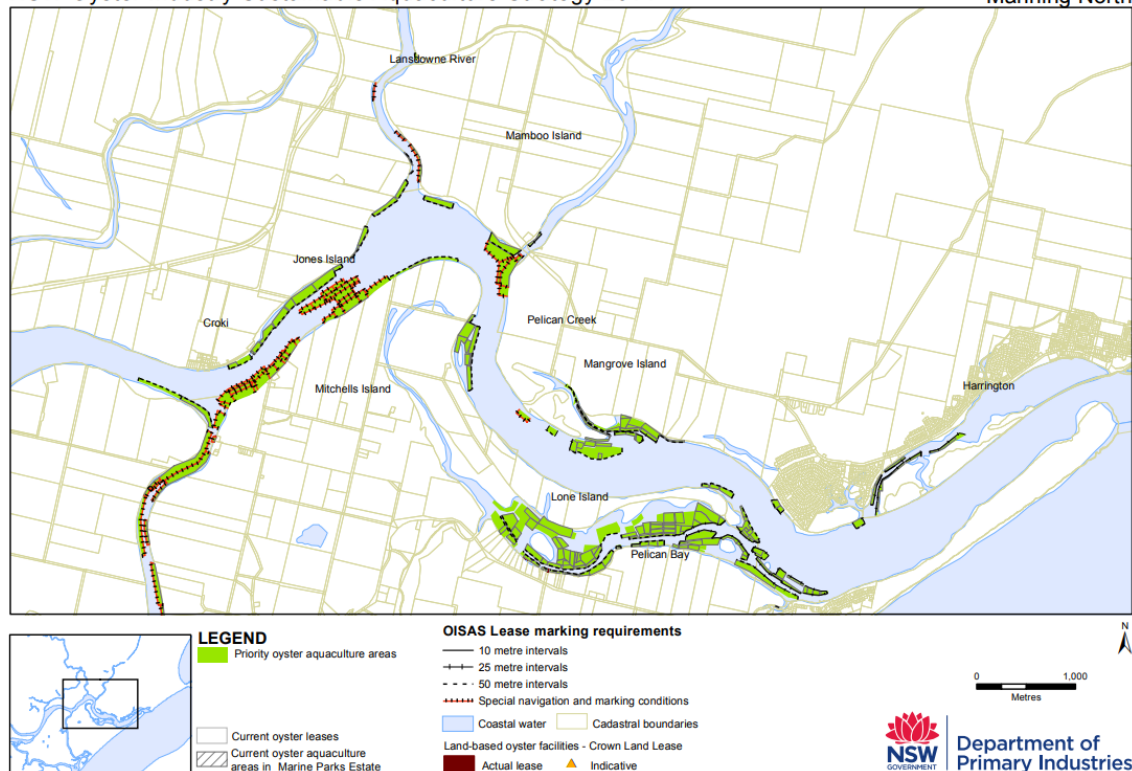 Manning North
Lansdowne River
Mamboo Island
Jones Island
Croki
Pelican Creek
Mangrove Island
Mitchells Island
Harrington
Lone Island
Pelican Bay
LEGEND
Priority oyster aquaculture areas
Current oyster leases
Current oyster aquaculture
areas in Marine Parks Estate
OISAS Lease marking requirements
10 metre intervals
25 metre intervals
50 metre intervals
Special navigation and marking conditions
Coastal water
Cadastral boundaries
Land-based oyster facilities - Crown Land Lease
Actual lease
Indicative
N
0 1,000
Metres
NSW
GOVERNMENT
Department of
Primary Industries